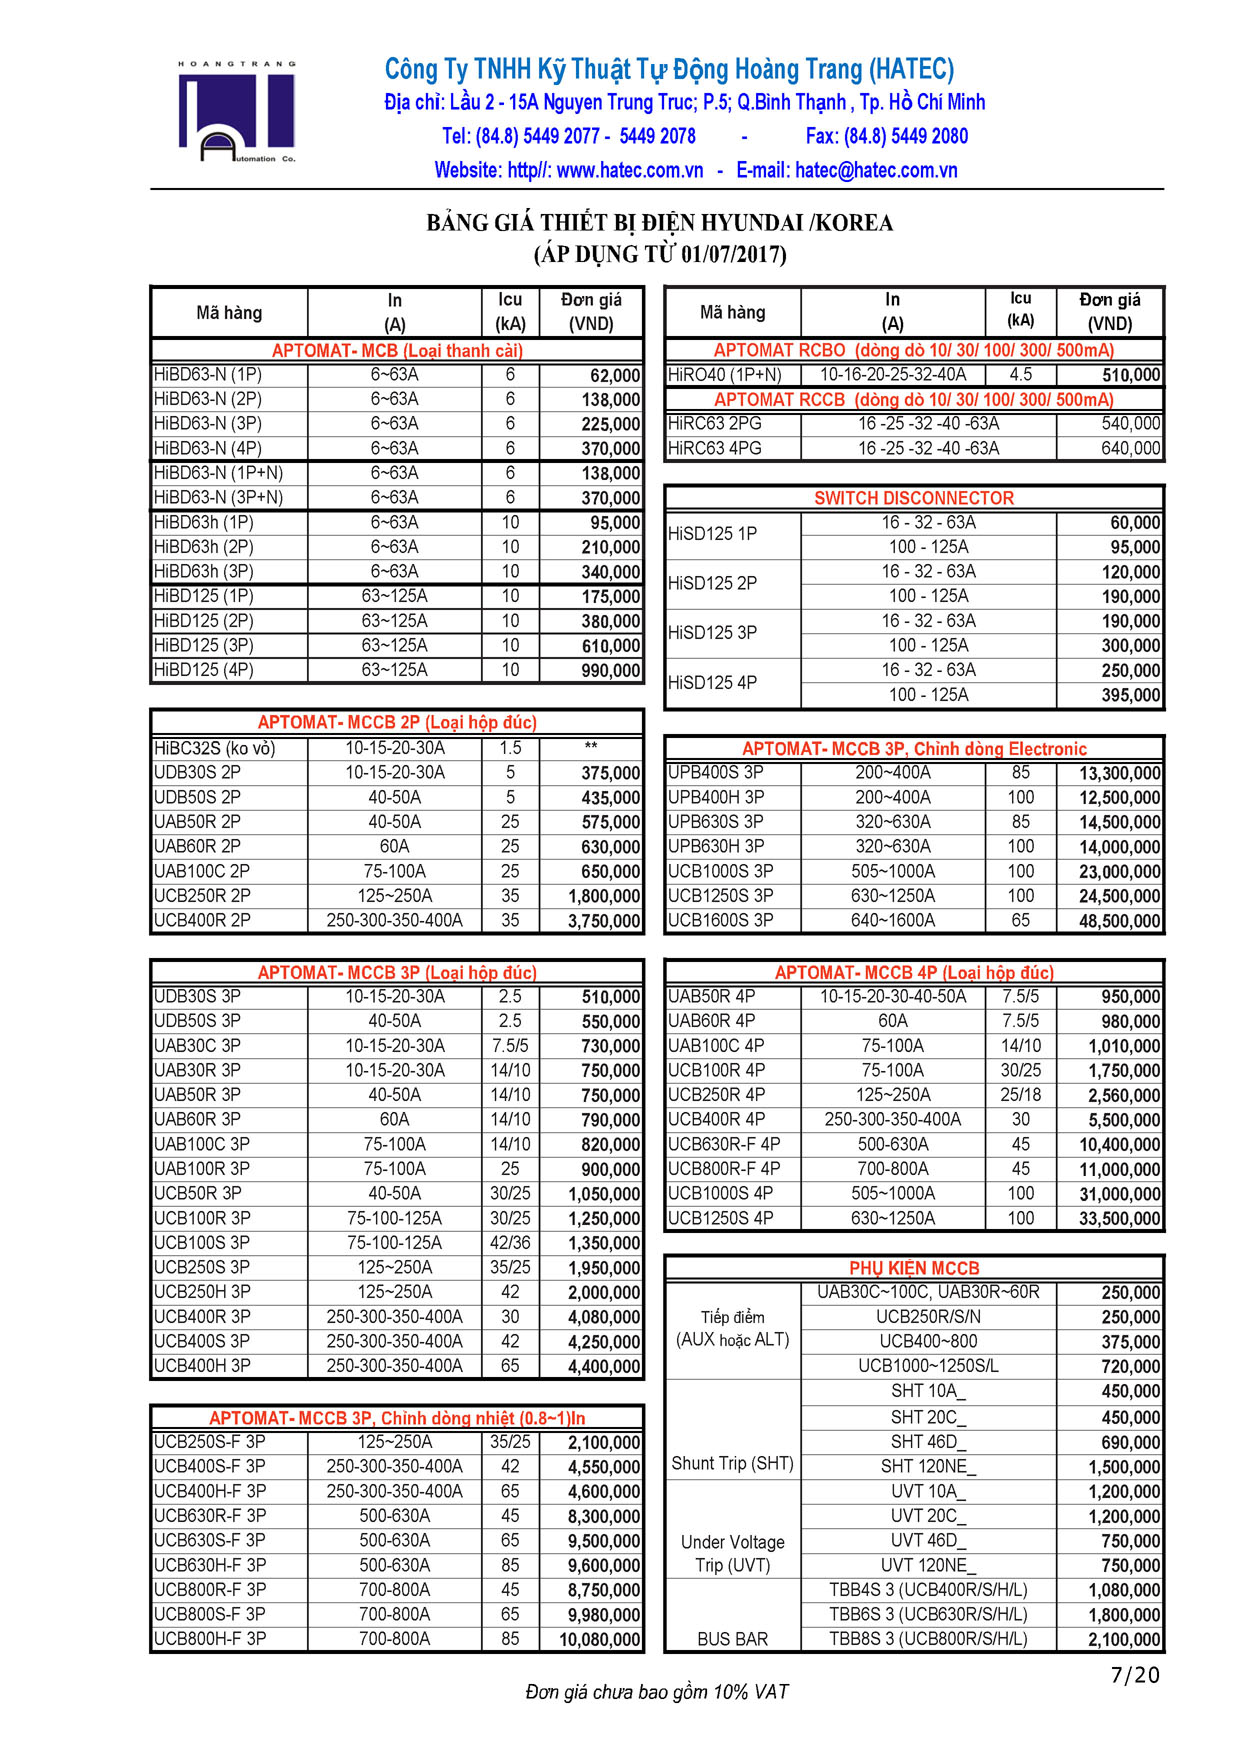 HOANGTRANG
Automation Co.
Công Ty TNHH Kỹ Thuật Tự Động Hoàng Trang (HATEC)
Địa chỉ: Lầu 2 - 15A Nguyen Trung Truc; P.5; Q.Bình Thạnh , Tp. Hồ Chí Minh
Tel: (84.8) 5449 2077 - 5449 2078 - Fax: (84.8) 5449 2080
Website: http//: www.hatec.com.vn - E-mail: hatec@hatec.com.vn
BẢNG GIÁ THIẾT BỊ ĐIỆN HYUNDAI /KOREA
(ÁP DỤNG TỪ 01/07/2017)
Mã hàng In (A) Icu (kA) Đơn giá (VND)
APTOMAT- MCB (Loại thanh cài)
HiBD63-N (1P) 6~63A 6 62,000
HiBD63-N (2P) 6~63A 6 138,000
HiBD63-N (3P) 6~63A 6 225,000
HiBD63-N (4P) 6~63A 6 370,000
HiBD63-N (1P+N) 6~63A 6 138,000
HiBD63-N (3P+N) 6~63A 6 370,000
HiBD63h (1P) 6~63A 10 95,000
HiBD63h (2P) 6~63A 10 210,000
HiBD63h (3P) 6~63A 10 340,000
HiBD125 (1P) 63~125A 10 175,000
HiBD125 (2P) 63~125A 10 380,000
HiBD125 (3P) 63~125A 10 610,000
HiBD125 (4P) 63~125A 10 990,000
APTOMAT- MCCB 2P (Loại hộp đúc)
HiBC32S (ko vỏ) 10-15-20-30A 1.5 **
UDB30S 2P 10-15-20-30A 5 375,000
UDB50S 2P 40-50A 5 435,000
UAB50R 2P 40-50A 25 575,000
UAB60R 2P 60A 25 630,000
UAB100C 2P 75-100A 25 650,000
UCB250R 2P 125~250A 35 1,800,000
UCB400R 2P 250-300-350-400A 35 3,750,000
APTOMAT- MCCB 3P (Loại hộp đúc)
UDB30S 3P 10-15-20-30A 2.5 510,000
UDB50S 3P 40-50A 2.5 550,000
UAB30C 3P 10-15-20-30A 7.5/5 730,000
UAB30R 3P 10-15-20-30A 14/10 750,000
UAB50R 3P 40-50A 14/10 750,000
UAB60R 3P 60A 14/10 790,000
UAB100C 3P 75-100A 14/10 820,000
UAB100R 3P 75-100A 25 900,000
UCB50R 3P 40-50A 30/25 1,050,000
UCB100R 3P 75-100-125A 30/25 1,250,000
UCB100S 3P 75-100-125A 42/36 1,350,000
UCB250S 3P 125~250A 35/25 1,950,000
UCB250H 3P 125~250A 42 2,000,000
UCB400R 3P 250-300-350-400A 30 4,080,000
UCB400S 3P 250-300-350-400A 42 4,250,000
UCB400H 3P 250-300-350-400A 65 4,400,000
APTOMAT- MCCB 3P, Chỉnh dòng nhiệt (0.8~1)In
UCB250S-F 3P 125~250A 35/25 2,100,000
UCB400S-F 3P 250-300-350-400A 42 4,550,000
UCB400H-F 3P 250-300-350-400A 65 4,600,000
UCB630R-F 3P 500-630A 45 8,300,000
UCB630S-F 3P 500-630A 65 9,500,000
UCB630H-F 3P 500-630A 85 9,600,000
UCB800R-F 3P 700-800A 45 8,750,000
UCB800S-F 3P 700-800A 65 9,980,000
UCB800H-F 3P 700-800A 85 10,080,000
Mã hàng In (A) Icu (kA) Đơn giá (VND)
APTOMAT RCBO (dòng dò 10/ 30/ 100/ 300/ 500mA)
HiRO40 (1P+N) 10-16-20-25-32-40A 4.5 510,000
APTOMAT RCCB (dòng dò 10/ 30/ 100/ 300/ 500mA)
HiRC63 2PG 16 -25 -32 -40 -63A 540,000
HiRC63 4PG 16 -25 -32 -40 -63A 640,000
SWITCH DISCONNECTOR
HiSD125 1P 16 - 32 - 63A 60,000
100 - 125A 95,000
HiSD125 2P 16 - 32 - 63A 120,000
100 - 125A 190,000
HiSD125 3P 16 - 32 - 63A 190,000
100 - 125A 300,000
HiSD125 4P 16 - 32 - 63A 250,000
100 - 125A 395,000
APTOMAT- MCCB 3P, Chỉnh dòng Electronic
UPB400S 3P 200~400A 85 13,300,000
UPB400H 3P 200~400A 100 12,500,000
UPB630S 3P 320~630A 85 14,500,000
UPB630H 3P 320~630A 100 14,000,000
UCB1000S 3P 505~1000A 100 23,000,000
UCB1250S 3P 630~1250A 100 24,500,000
UCB1600S 3P 640~1600A 65 48,500,000
APTOMAT- MCCB 4P (Loại hộp đúc)
UAB50R 4P 10-15-20-30-40-50A 7.5/5 950,000
UAB60R 4P 60A 7.5/5 980,000
UAB100C 4P 75-100A 14/10 1,010,000
UCB100R 4P 75-100A 30/25 1,750,000
UCB250R 4P 125~250A 25/18 2,560,000
UCB400R 4P 250-300-350-400A 30 5,500,000
UCB630R-F 4P 500-630A 45 10,400,000
UCB800R-F 4P 700-800A 45 11,000,000
UCB1000S 4P 505~1000A 100 31,000,000
UCB1250S 4P 630~1250A 100 33,500,000
PHỤ KIỆN MCCB
UAB30C~100C, UAB30R~60R 250,000
Tiếp điểm UCB250R/S/N 250,000
(AUX hoặc ALT) UCB400~800 375,000
UCB1000~1250S/L 720,000
SHT 10A_ 450,000
SHT 20C_ 450,000
SHT 46D_ 690,000
Shunt Trip (SHT) SHT 120NE_ 1,500,000
UVT 10A_ 1,200,000
UVT 20C_ 1,200,000
Under Voltage UVT 46D_ 750,000
Trip (UVT) UVT 120NE_ 750,000
TBB4S 3 (UCB400R/S/H/L) 1,080,000
TBB6S 3 (UCB630R/S/H/L) 1,800,000
BUS BAR TBB8S 3 (UCB800R/S/H/L) 2,100,000
7/20
Đơn giá chưa bao gồm 10% VAT